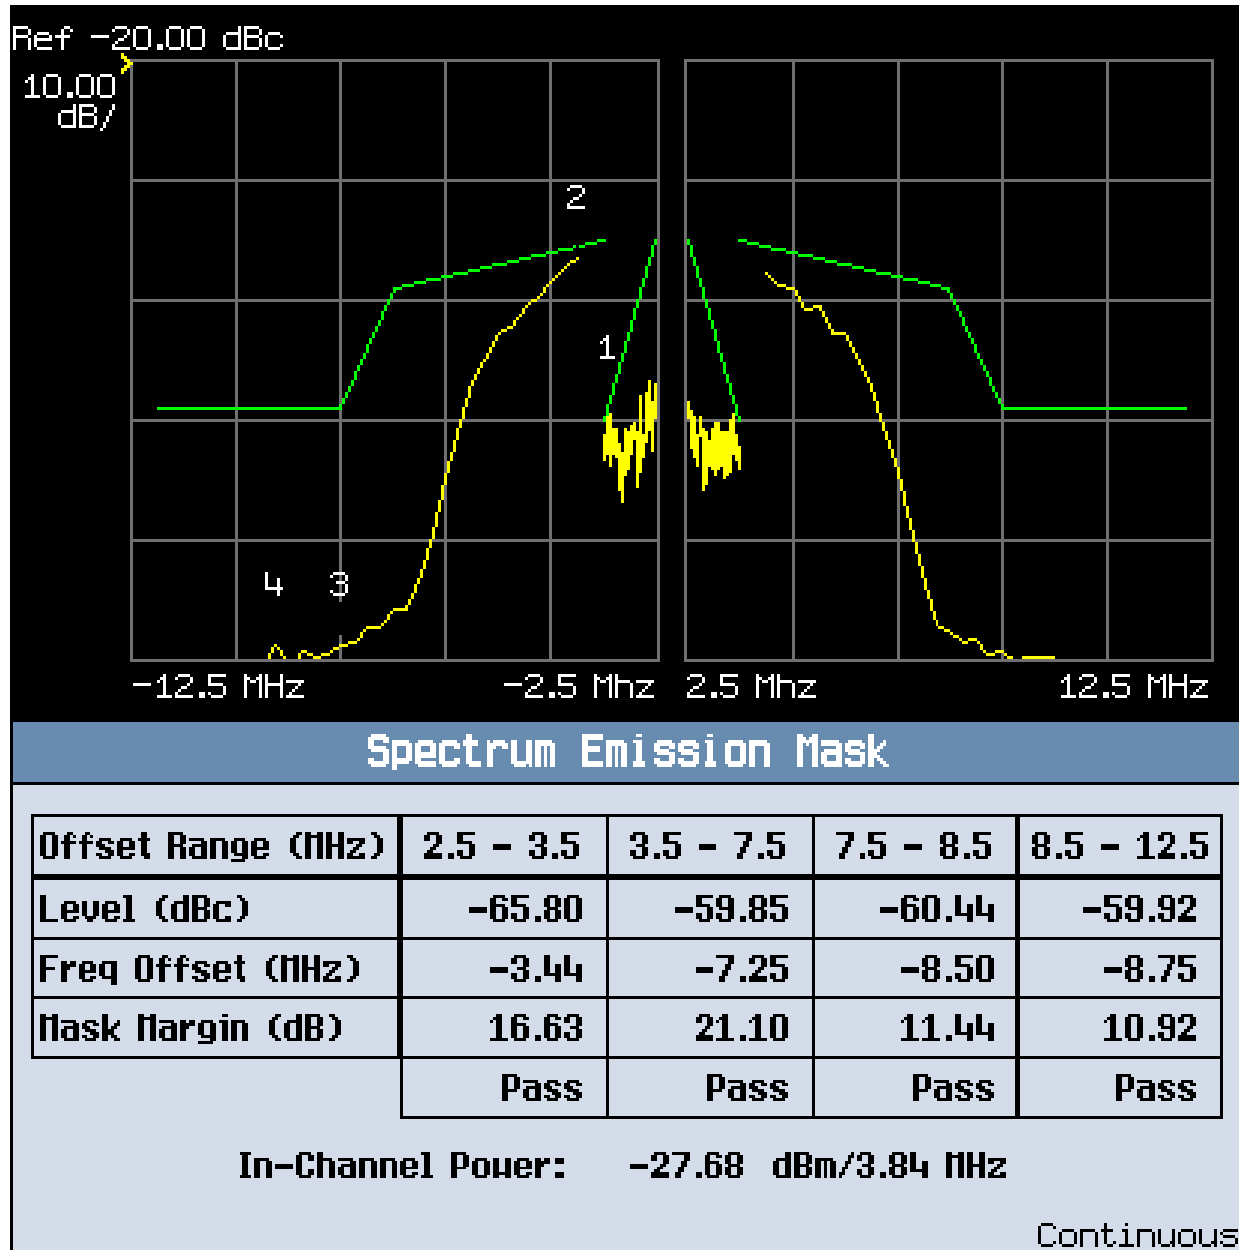 Ref -20.00 dBc
10.00
dB/
2
1
4 3
-12.5 MHz -2.5 Mhz 2.5 Mhz 12.5 MHz
Spectrum Emission Mask
Offset Range (MHz) 2.5 - 3.5 3.5 - 7.5 7.5 - 8.5 8.5 - 12.5
Level (dBc) -65.80 -59.85 -60.44 -59.92
Freq Offset (MHz) -3.44 -7.25 -8.50 -8.75
Mask Margin (dB) 16.63 21.10 11.44 10.92
Pass Pass Pass Pass
In-Channel Power: -27.68 dBm/3.84 MHz
Continuous